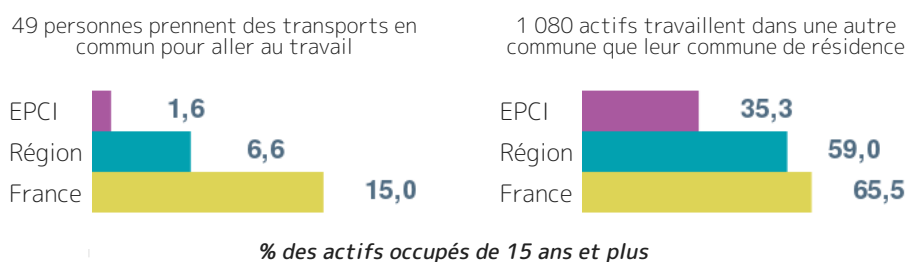 49 personnes prennent des transports en
commun pour aller au travail
EPCI 1,6
Région 6,6
France 15,0
1 080 actifs travaillent dans une autre
commune que leur commune de résidence
EPCI 35,3
Région 59,0
France 65,5
% des actifs occupés de 15 ans et plus